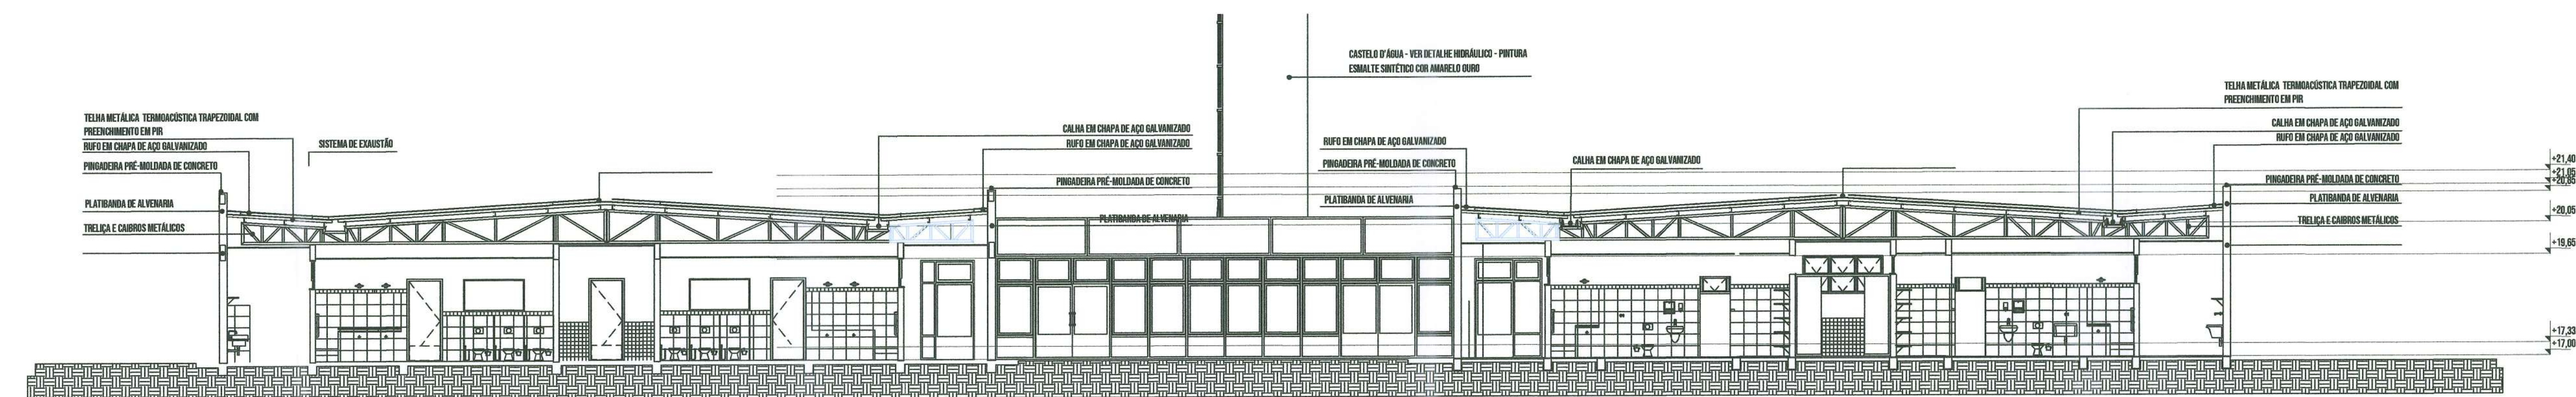 CASTELO D'ÁGUA - VER DETALHE HIDRÁULICO - PINTURA
ESMALTE SINTÉTICO COR AMARELO OURO
TELHA METÁLICA TERMOACÚSTICA TRAPEZOIDAL COM
PREENCHIMENTO EM PIR
RUFO EM CHAPA DE AÇO GALVANIZADO
PINGADEIRA PRÉ-MOLDADA DE CONCRETO
PLATIBANDA DE ALVENARIA
TRELIÇA E CAIBROS METÁLICOS
SISTEMA DE EXAUSTÃO
CALHA EM CHAPA DE AÇO GALVANIZADO
RUFO EM CHAPA DE AÇO GALVANIZADO
PINGADEIRA PRÉ-MOLDADA DE CONCRETO
PLATIBANDA DE ALVENARIA
RUFO EM CHAPA DE AÇO GALVANIZADO
PINGADEIRA PRÉ-MOLDADA DE CONCRETO
PLATIBANDA DE ALVENARIA
CALHA EM CHAPA DE AÇO GALVANIZADO
TELHA METÁLICA TERMOACÚSTICA TRAPEZOIDAL COM
PREENCHIMENTO EM PIR
CALHA EM CHAPA DE AÇO GALVANIZADO
RUFO EM CHAPA DE AÇO GALVANIZADO
PINGADEIRA PRÉ-MOLDADA DE CONCRETO
PLATIBANDA DE ALVENARIA
TRELIÇA E CAIBROS METÁLICOS
+21,40
+21,05
+20,85
+20,05
+19,65
+17,33
+17,00